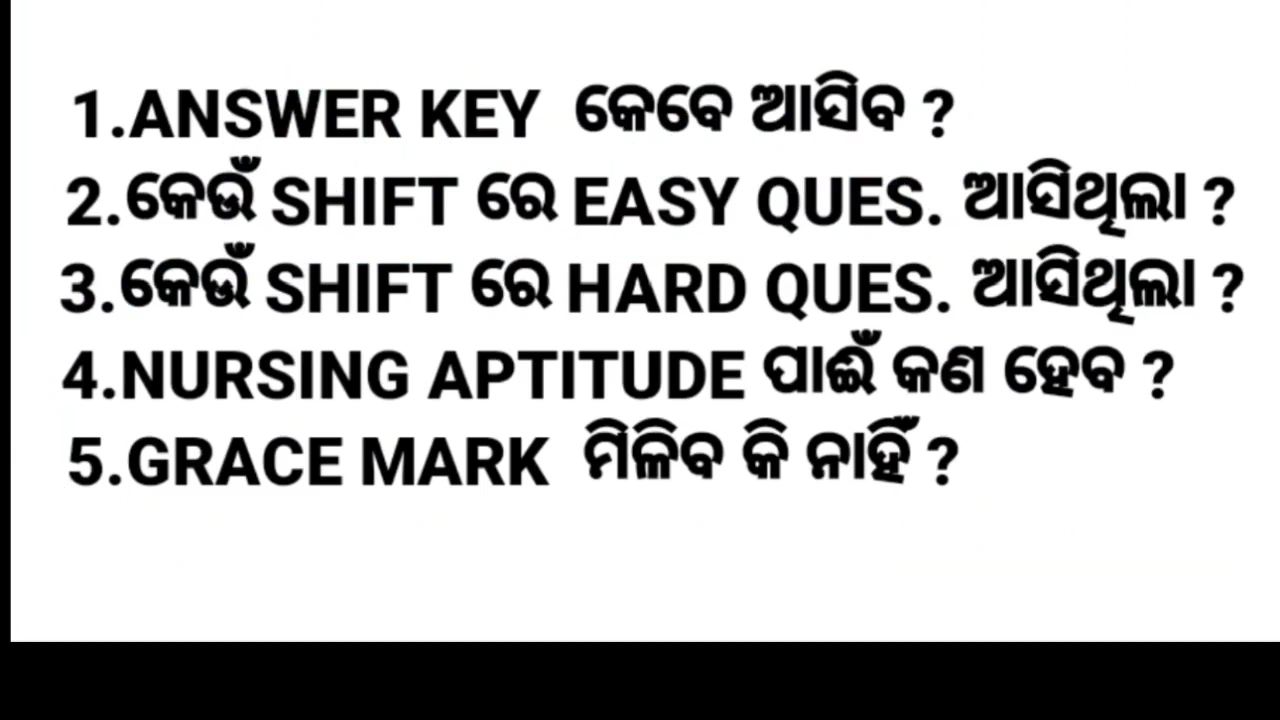 1.ANSWER KEY କେବେ ଆସିବ ?
2.କେଉଁ SHIFT ରେ EASY QUES. ଆସିଥିଲା ?
3.କେଉଁ SHIFT ରେ HARD QUES. ଆସିଥିଲା ?
4.NURSING APTITUDE ପାଇଁ କଣ ହେବ ?
5.GRACE MARK ମିଳିବ କି ନାହିଁ ?